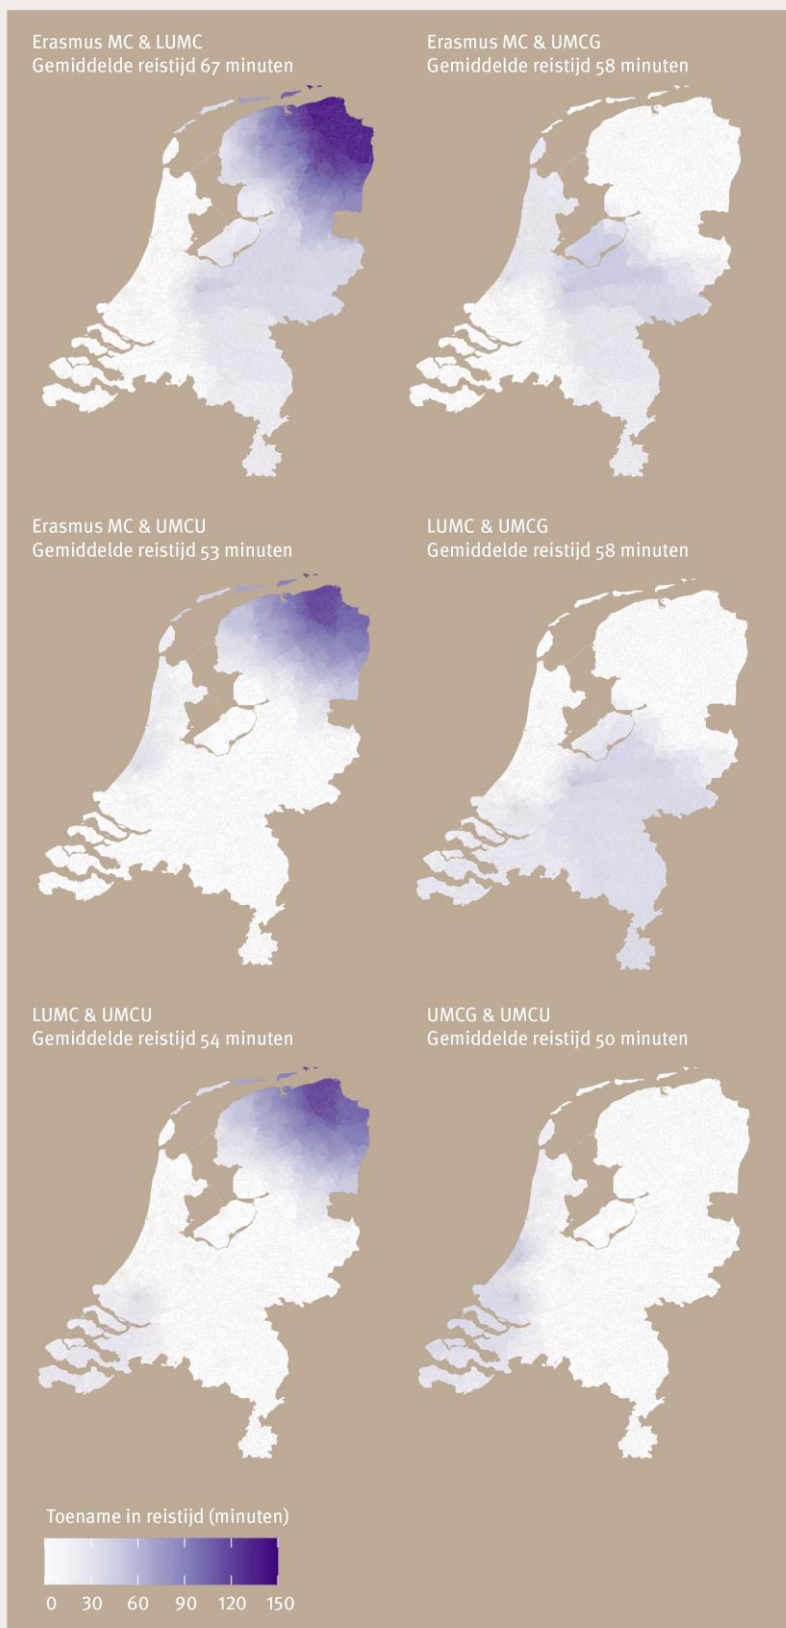 Erasmus MC & LUMC
Gemiddelde reistijd 67 minuten
Erasmus MC & UMCG
Gemiddelde reistijd 58 minuten
Erasmus MC & UMCU
Gemiddelde reistijd 53 minuten
LUMC & UMCG
Gemiddelde reistijd 58 minuten
LUMC & UMCU
Gemiddelde reistijd 54 minuten
UMCG & UMCU
Gemiddelde reistijd 50 minuten
Toename in reistijd (minuten)
0 30 60 90 120 150